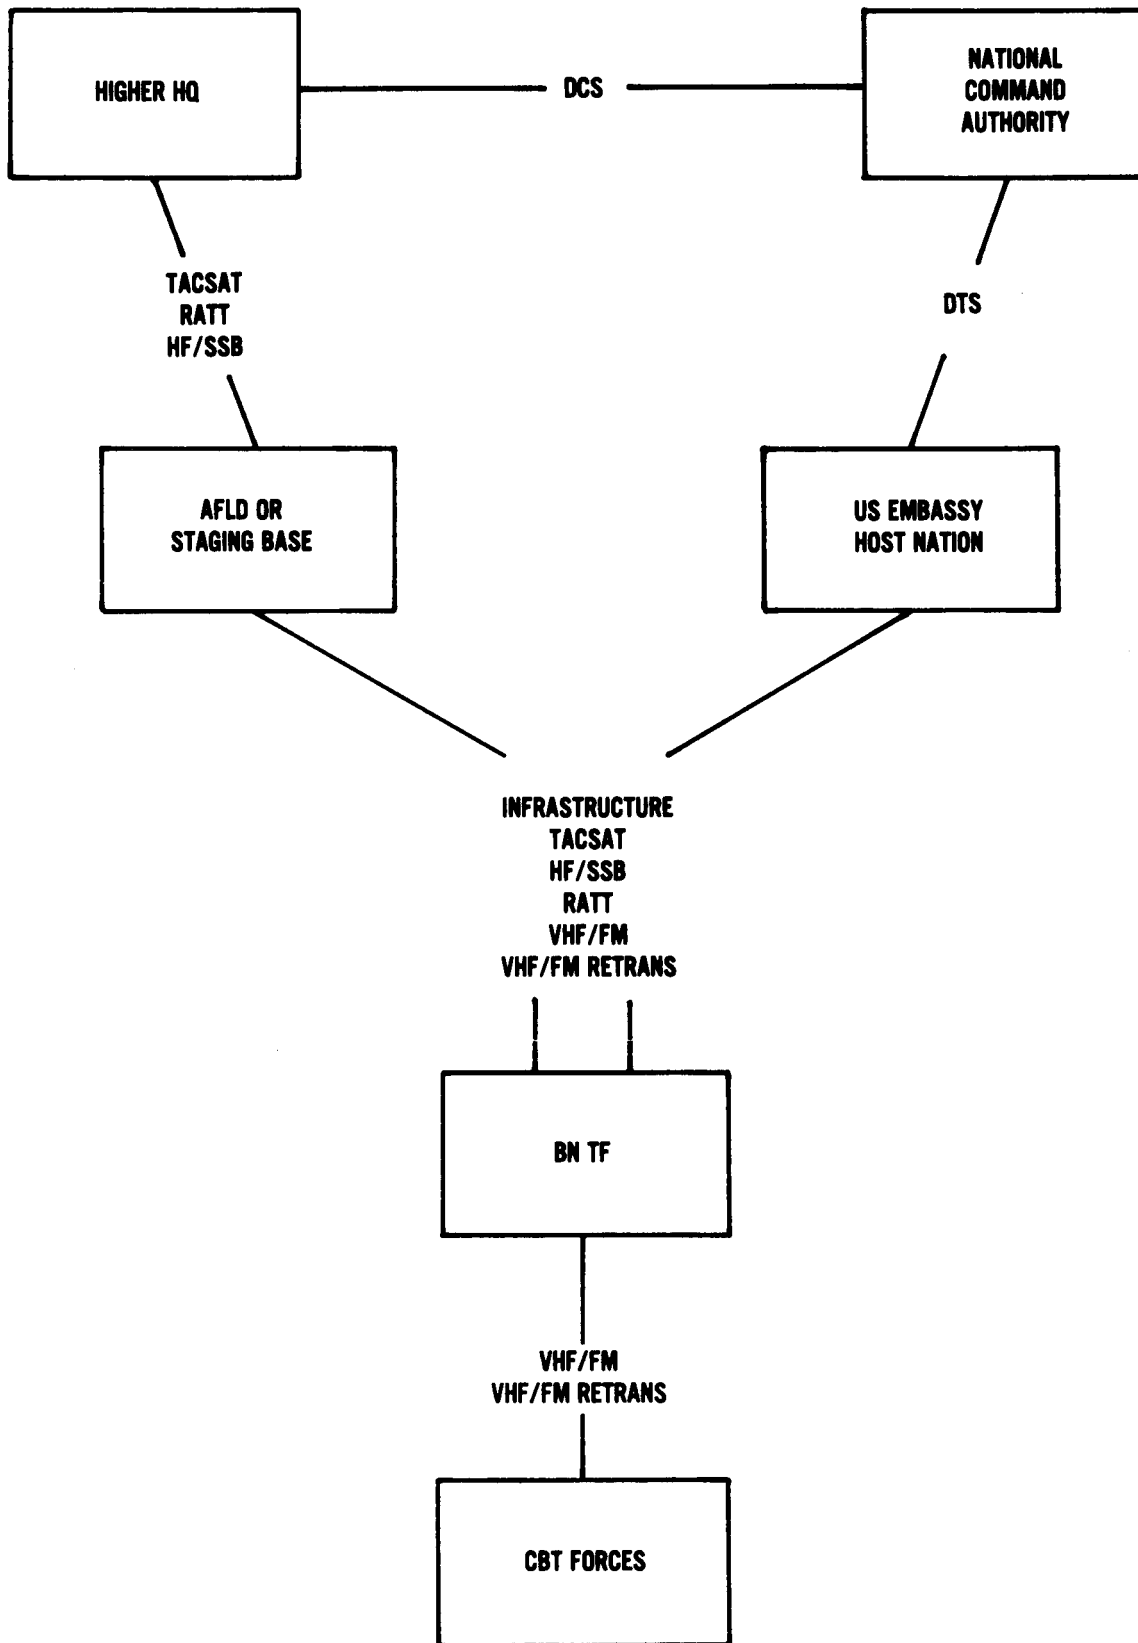 HIGHER HQ
DCS
NATIONAL
COMMAND
AUTHORITY
TACSAT
RATT
HF/SSB
DTS
AFLD OR
STAGING BASE
US EMBASSY
HOST NATION
INFRASTRUCTURE
TACSAT
HF/SSB
RATT
VHF/FM
VHF/FM RETRANS
BN TF
VHF/FM
VHF/FM RETRANS
CBT FORCES